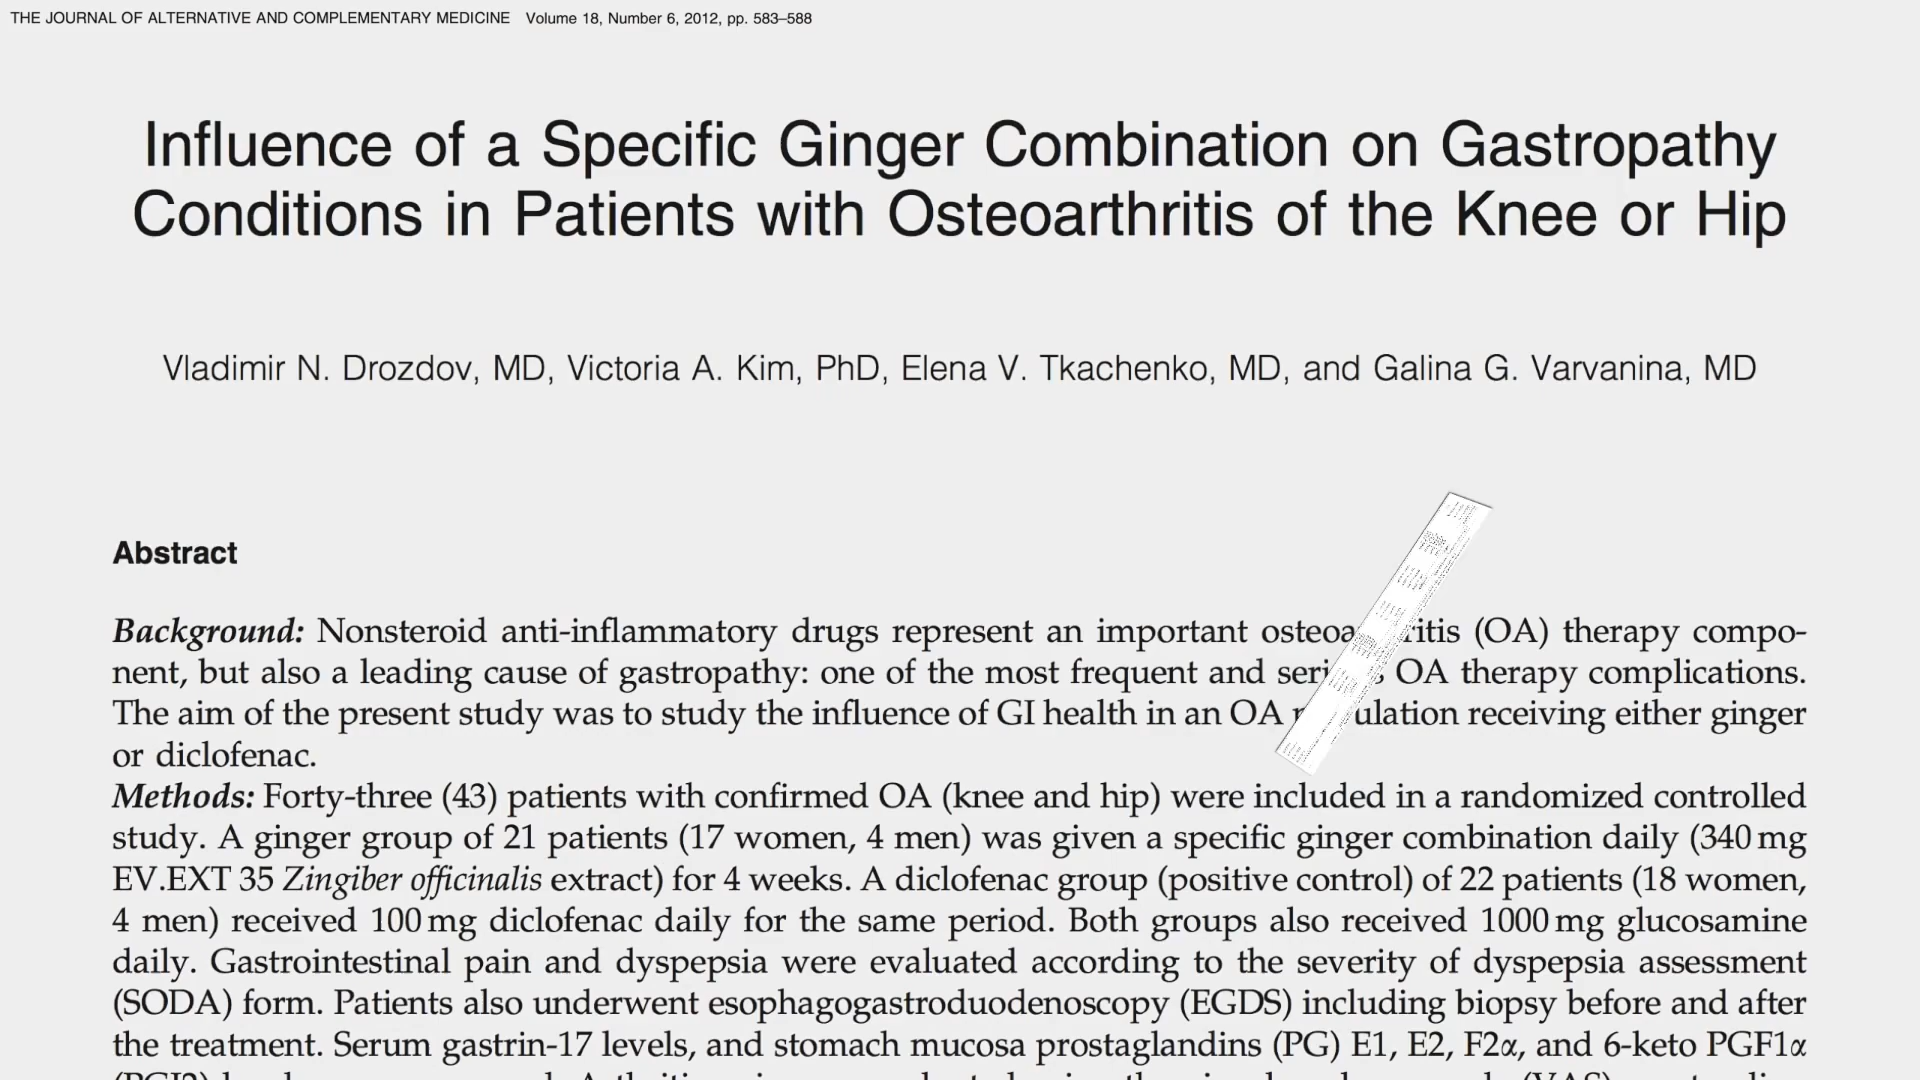 THE JOURNAL OF ALTERNATIVE AND COMPLEMENTARY MEDICINE Volume 18, Number 6, 2012, pp. 583–588
Influence of a Specific Ginger Combination on Gastropathy
Conditions in Patients with Osteoarthritis of the Knee or Hip
Vladimir N. Drozdov, MD, Victoria A. Kim, PhD, Elena V. Tkachenko, MD, and Galina G. Varvanina, MD
Abstract
Background: Nonsteroid anti-inflammatory drugs represent an important (OA) therapy compo-
nent, but also a leading cause of gastropathy: one of the most frequent and OA therapy complications.
The aim of the present study was to study the influence of GI health in an OA receiving either ginger
or diclofenac.
Methods: Forty-three (43) patients with confirmed OA (knee and hip) were included in a randomized controlled
study. A ginger group of 21 patients (17 women, 4 men) was given a specific ginger combination daily (340 mg
EV.EXT 35 Zingiber officinalis extract) for 4 weeks. A diclofenac group (positive control) of 22 patients (18 women,
4 men) received 100 mg diclofenac daily for the same period. Both groups also received 1000 mg glucosamine
daily. Gastrointestinal pain and dyspepsia were evaluated according to the severity of dyspepsia assessment
(SODA) form. Patients also underwent esophagogastroduodenoscopy (EGDS) including biopsy before and after
the treatment. Serum gastrin-17 levels, and stomach mucosa prostaglandins (PG) E1, E2, F2α, and 6-keto PGF1α